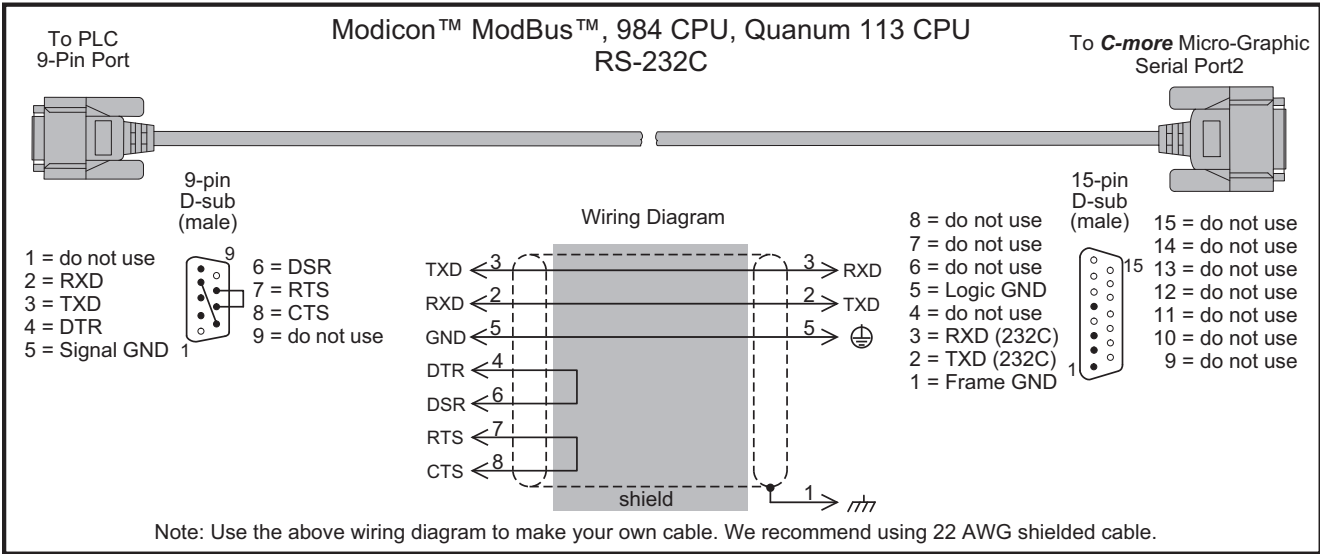 Modicon™ ModBus™, 984 CPU, Quanum 113 CPU
RS-232C
To PLC
9-Pin Port
To C-more Micro-Graphic
Serial Port2
9-pin
D-sub
(male)
1 = do not use
2 = RXD
3 = TXD
4 = DTR
5 = Signal GND
9
1
6 = DSR
7 = RTS
8 = CTS
9 = do not use
Wiring Diagram
TXD 3 3 RXD
RXD 2 2 TXD
GND 5 5
DTR 4
DSR 6
RTS 7
CTS 8
shield
1
8 = do not use
7 = do not use
6 = do not use
5 = Logic GND
4 = do not use
3 = RXD (232C)
2 = TXD (232C)
1 = Frame GND
15-pin
D-sub
(male)
15
1
15 = do not use
14 = do not use
13 = do not use
12 = do not use
11 = do not use
10 = do not use
9 = do not use
Note: Use the above wiring diagram to make your own cable. We recommend using 22 AWG shielded cable.